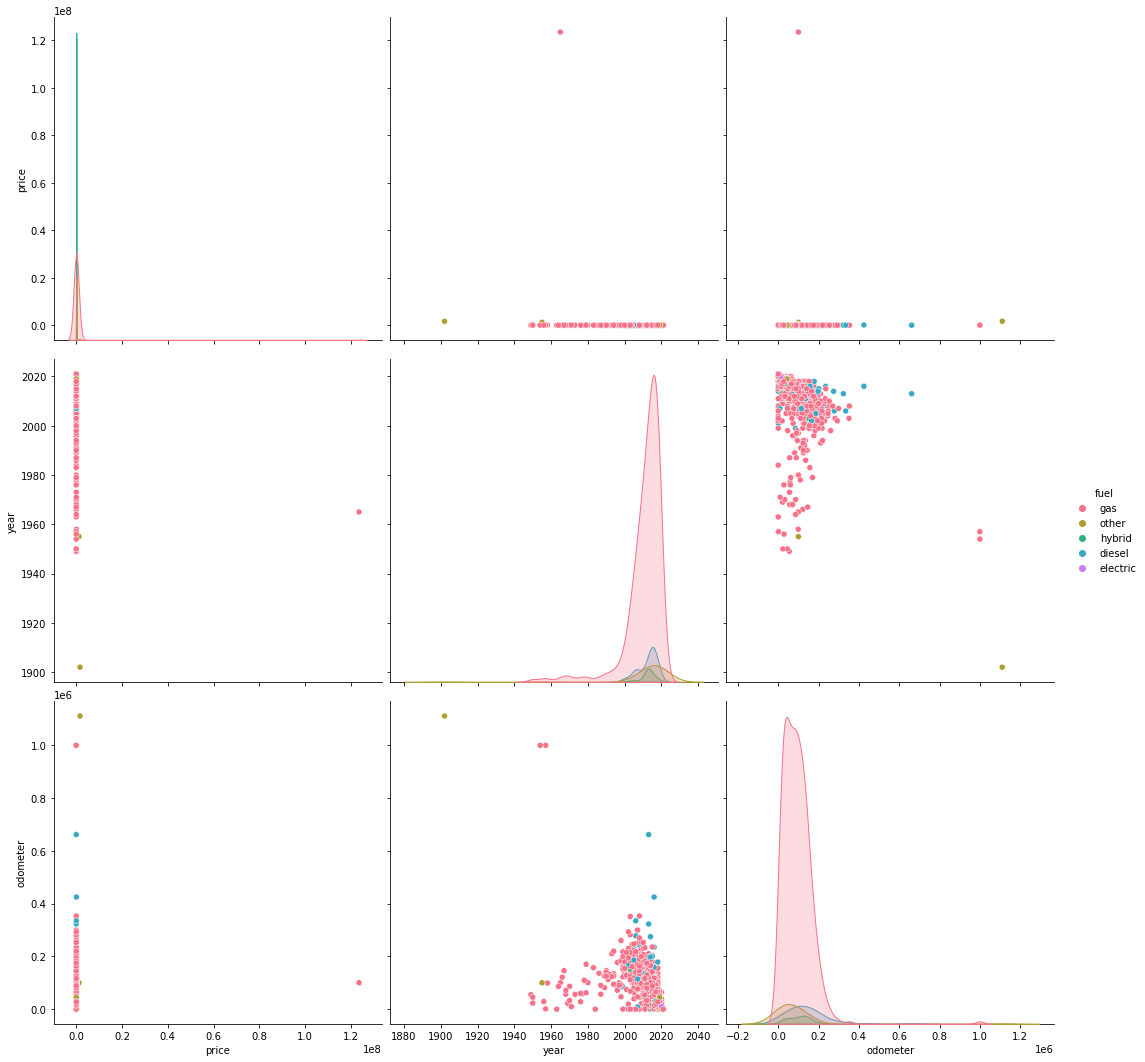 1e8
1.2
1.0
0.8
0.6
0.4
0.2
0.0
price
2020
2000
1980
1960
1940
1920
1900
year
fuel
gas
other
hybrid
diesel
electric
1e6
1.0
0.8
0.6
0.4
0.2
0.0
odometer
0.0 0.2 0.4 0.6 0.8 1.0 1.2
1e8
price
1880 1900 1920 1940 1960 1980 2000 2020 2040
year
−0.2 0.0 0.2 0.4 0.6 0.8 1.0 1.2
1e6
odometer